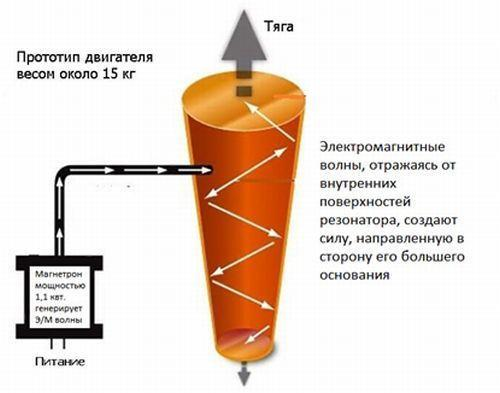 Тяга
Прототип двигателя
весом около 15 кг
Электромагнитные
волны, отражаясь от
внутренних
поверхностей
резонатора, создают
силу, направленную в
сторону его большего
основания
Магнетрон
мощностью
1,1 квт.
генерирует
Э/М волны
Питание